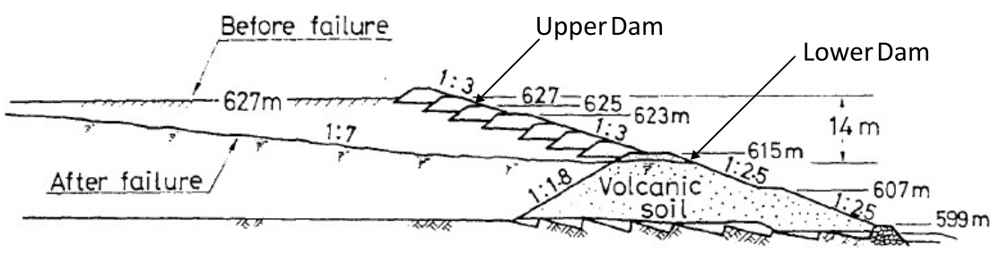 Before failure
Upper Dam
Lower Dam
1:3
627m
627
625
623m
14 m
1:7
1:3
615m
After failure
1:1·8
1:2·5
Volcanic
soil
607m
1:2·5
599m